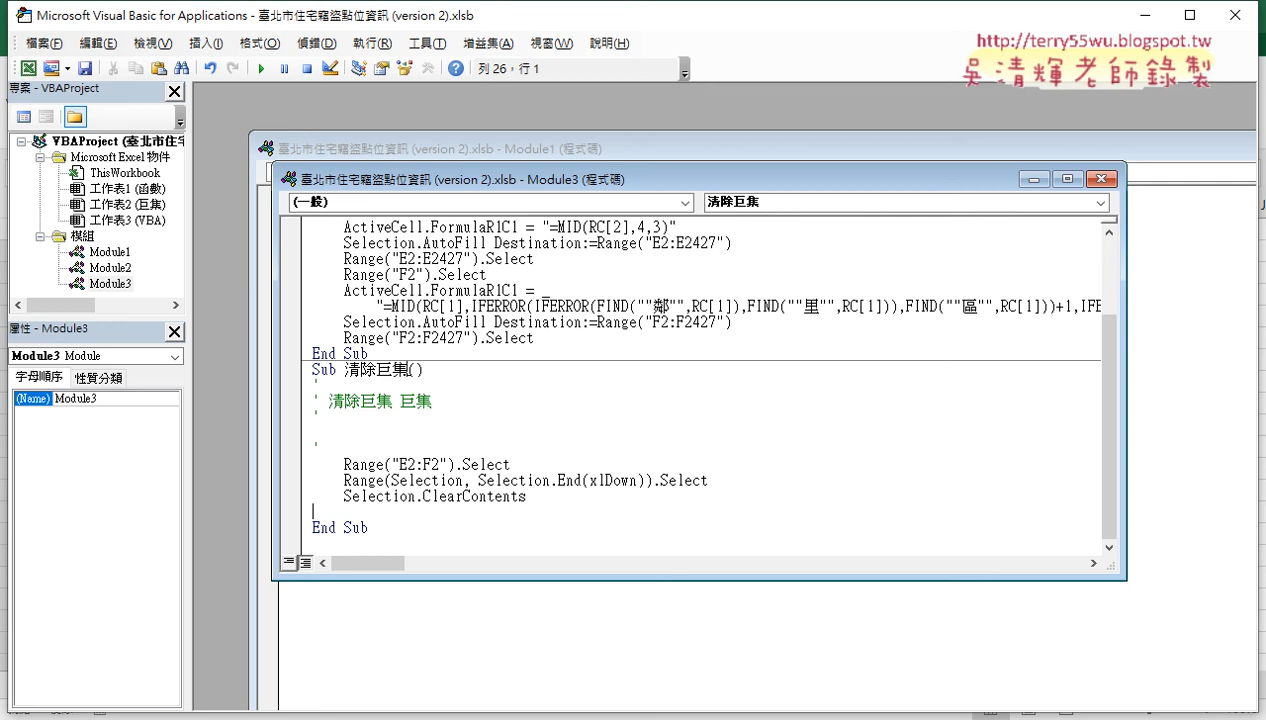 Microsoft Visual Basic for Applications - 臺北市住宅竊盜點位資訊 (version 2).xlsb
檔案(F) 編輯(E) 檢視(V) 插入(I) 格式(O) 偵錯(D) 執行(R) 工具(T) 增益集(A) 視窗(W) 說明(H)
http://terry55wu.blogspot.tw
吳清輝老師錄製
列 26，行 1
專案 - VBAProject
VBAProject (臺北市住宅
Microsoft Excel 物件
ThisWorkbook
工作表1 (函數)
工作表2 (巨集)
工作表3 (VBA)
模組
Module1
Module2
Module3
屬性 - Module3
Module3 Module
字母順序 性質分類
(Name) Module3
臺北市住宅竊盜點位資訊 (version 2).xlsb - Module1 (程式碼)
臺北市住宅竊盜點位資訊 (version 2).xlsb - Module3 (程式碼)
(一般) 清除巨集
ActiveCell.FormulaR1C1 = "=MID(RC[2],4,3)"
Selection.AutoFill Destination:=Range("E2:E2427")
Range("E2:E2427").Select
Range("F2").Select
ActiveCell.FormulaR1C1 = _
"=MID(RC[1],IFERROR(IFERROR(FIND(""鄰"",RC[1]),FIND(""里"",RC[1])),FIND(""區"",RC[1]))+1,IFE
Selection.AutoFill Destination:=Range("F2:F2427")
Range("F2:F2427").Select
End Sub
Sub 清除巨集()
'
' 清除巨集 巨集
'
'
Range("E2:F2").Select
Range(Selection, Selection.End(xlDown)).Select
Selection.ClearContents
End Sub